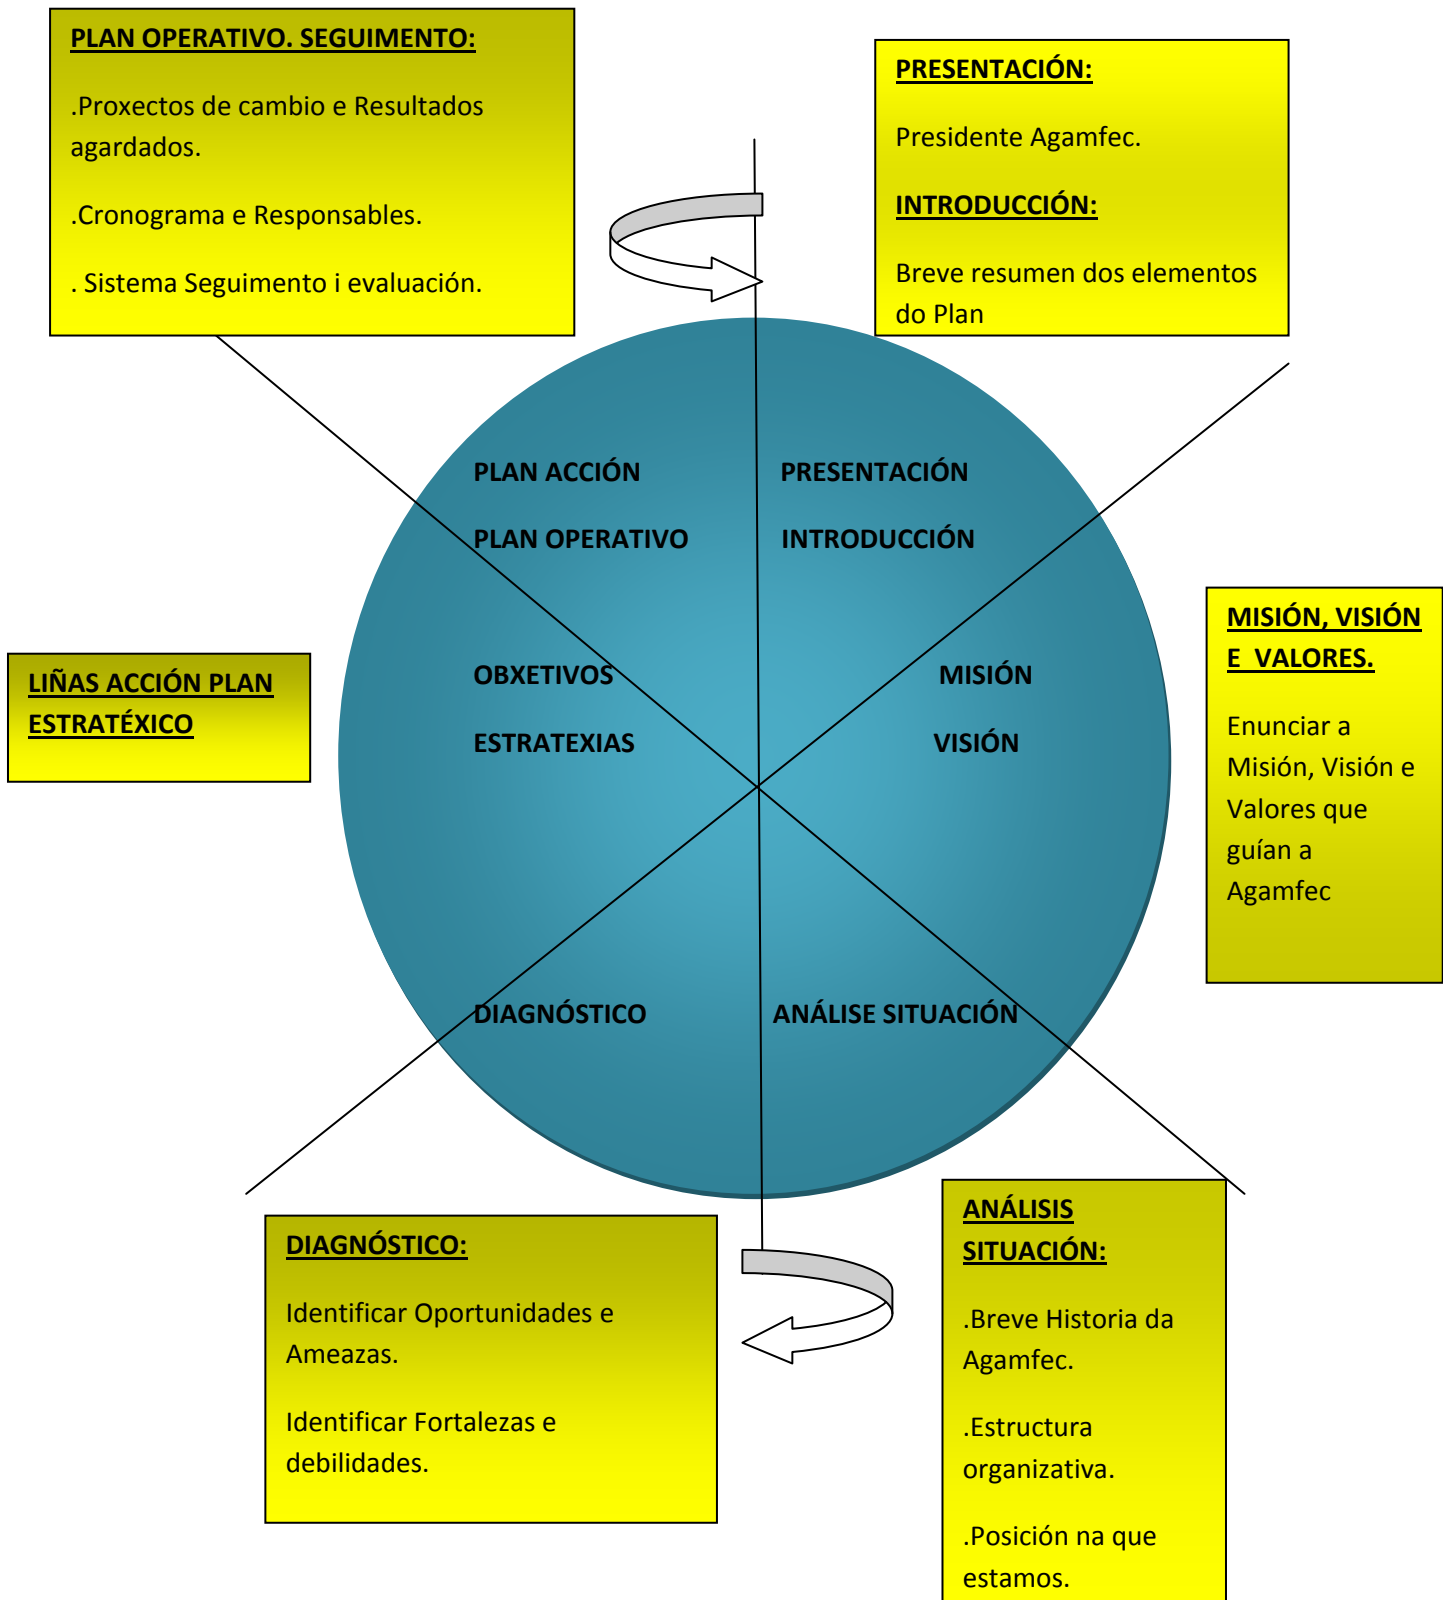 PLAN OPERATIVO. SEGUIMENTO:
.Proxectos de cambio e Resultados
agardados.
.Cronograma e Responsables.
. Sistema Seguimento i evaluación.
PRESENTACIÓN:
Presidente Agamfec.
INTRODUCCIÓN:
Breve resumen dos elementos
do Plan
PLAN ACCIÓN
PLAN OPERATIVO
PRESENTACIÓN
INTRODUCCIÓN
LIÑAS ACCIÓN PLAN
ESTRATÉXICO
OBXETIVOS
ESTRATEXIAS
MISIÓN
VISIÓN
MISIÓN, VISIÓN
E VALORES.
Enunciar a
Misión, Visión e
Valores que
guían a
Agamfec
DIAGNÓSTICO
ANÁLISE SITUACIÓN
DIAGNÓSTICO:
Identificar Oportunidades e
Ameazas.
Identificar Fortalezas e
debilidades.
ANÁLISIS
SITUACIÓN:
.Breve Historia da
Agamfec.
.Estructura
organizativa.
.Posición na que
estamos.